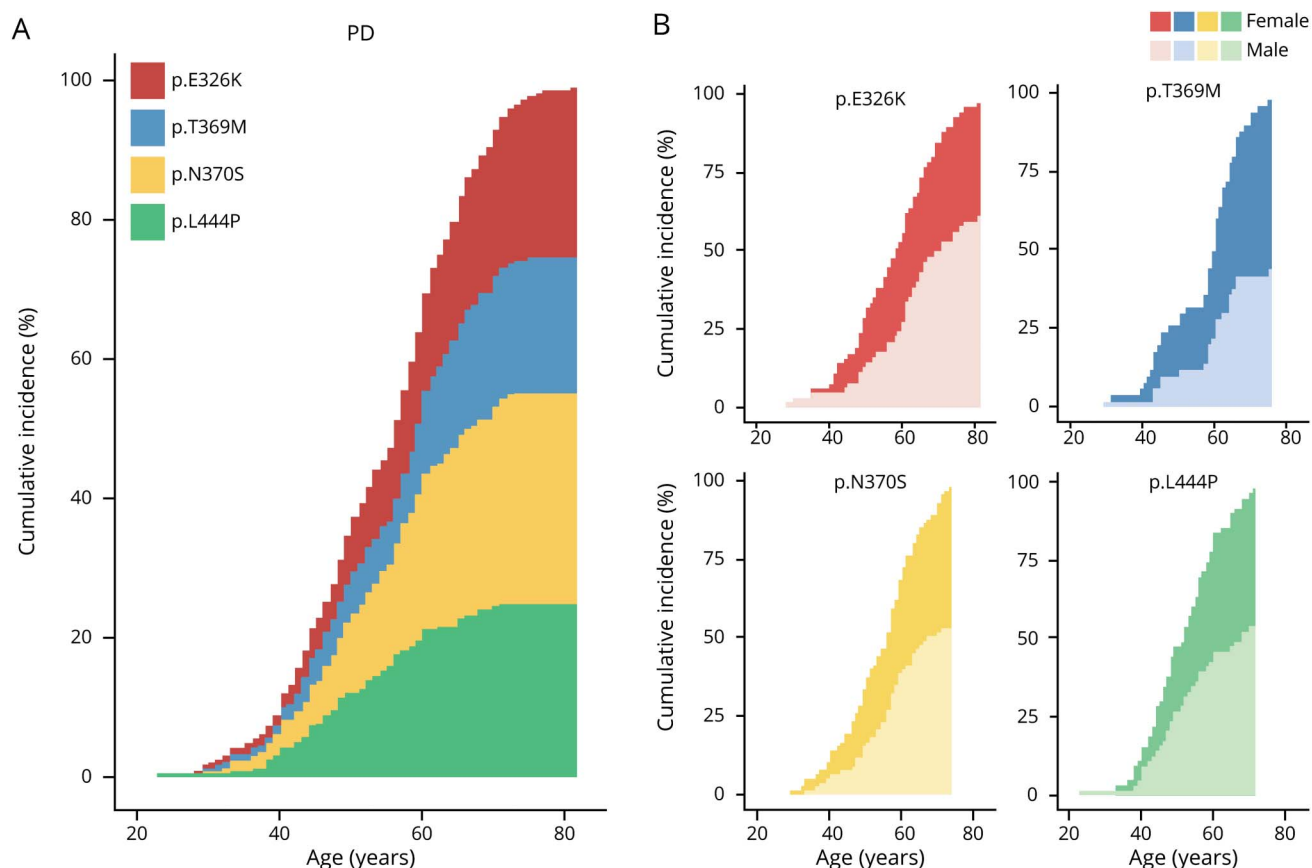 A
PD
p.E326K
p.T369M
p.N370S
p.L444P
Cumulative incidence (%)
100
80
60
40
20
0
20 40 60 80
Age (years)
B
Female
Male
p.E326K
Cumulative incidence (%)
100
75
50
25
0
20 40 60 80
p.T369M
100
75
50
25
0
20 40 60 80
p.N370S
Cumulative incidence (%)
100
75
50
25
0
20 40 60 80
Age (years)
p.L444P
100
75
50
25
0
20 40 60 80
Age (years)